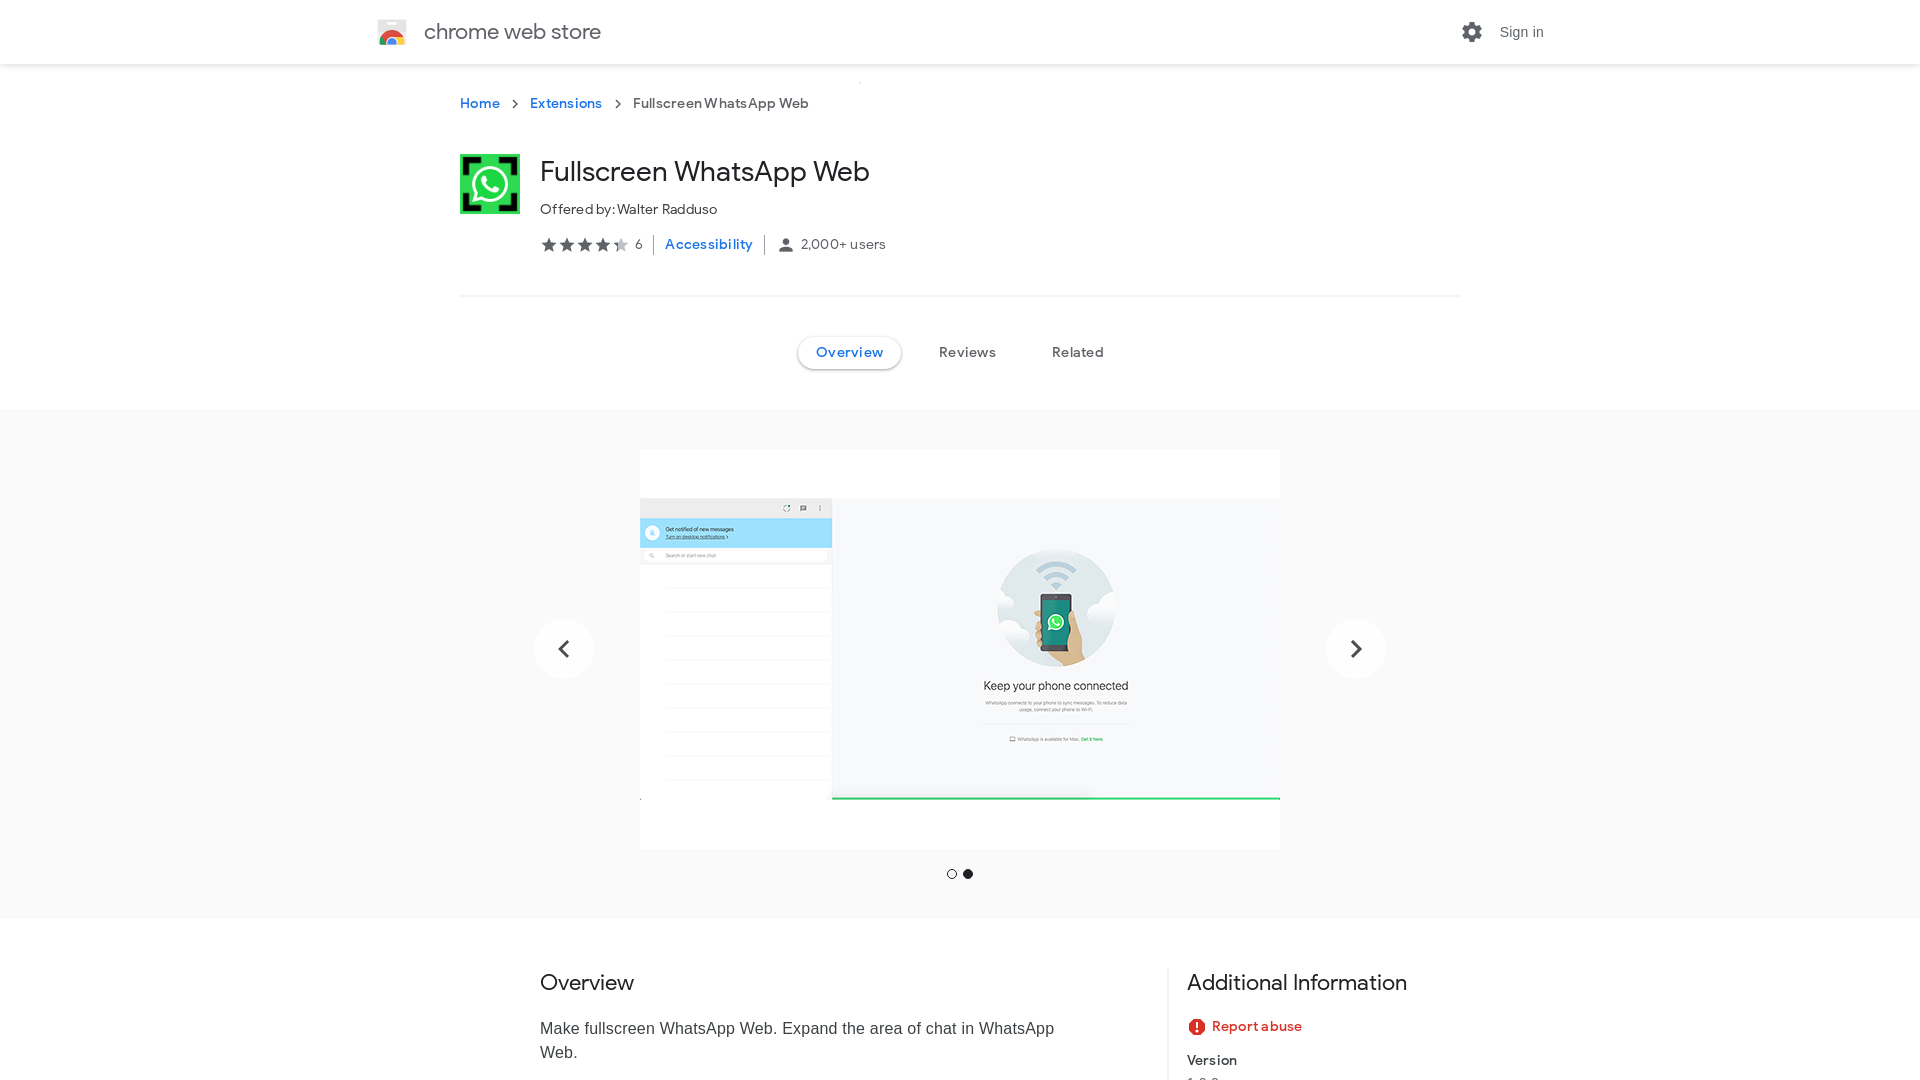 chrome web store
Sign in
Home
Extensions
Fullscreen WhatsApp Web
Fullscreen WhatsApp Web
Offered by: Walter Radduso
6
Accessibility
2,000+ users
Overview
Reviews
Related
Get notified of new messages
Turn on desktop notifications
Search or start new chat
Keep your phone connected
WhatsApp connects to your phone to sync messages. To reduce data
usage, connect your phone to Wi-Fi.
WhatsApp is available for Mac. Get it here.
Overview
Make fullscreen WhatsApp Web. Expand the area of chat in WhatsApp
Web.
Additional Information
Report abuse
Version